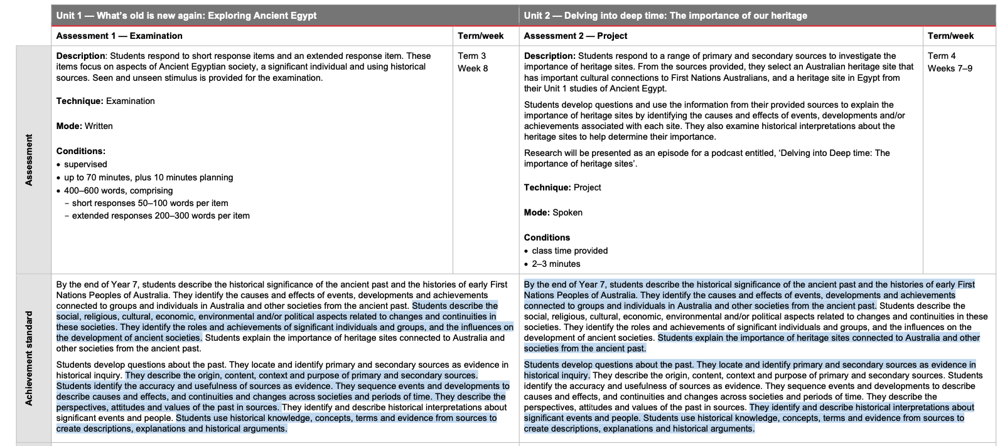 Unit 1 — What's old is new again: Exploring Ancient Egypt
Unit 2 — Delving into deep time: The importance of our heritage
Assessment 1 — Examination
Term/week
Assessment 2 — Project
Term/week
Assessment
Description: Students respond to short response items and an extended response item. These
items focus on aspects of Ancient Egyptian society, a significant individual and using historical
sources. Seen and unseen stimulus is provided for the examination.
Technique: Examination
Mode: Written
Conditions:
• supervised
• up to 70 minutes, plus 10 minutes planning
• 400–600 words, comprising
– short responses 50–100 words per item
– extended responses 200–300 words per item
Term 3
Week 8
Description: Students respond to a range of primary and secondary sources to investigate the
importance of heritage sites. From the sources provided, they select an Australian heritage site that
has important cultural connections to First Nations Australians, and a heritage site in Egypt from
their Unit 1 studies of Ancient Egypt.
Students develop questions and use the information from their provided sources to explain the
importance of heritage sites by identifying the causes and effects of events, developments and/or
achievements associated with each site. They also examine historical interpretations about the
heritage sites to help determine their importance.
Research will be presented as an episode for a podcast entitled, 'Delving into Deep time: The
importance of heritage sites'.
Technique: Project
Mode: Spoken
Conditions
• class time provided
• 2–3 minutes
Term 4
Weeks 7–9
Achievement standard
By the end of Year 7, students describe the historical significance of the ancient past and the histories of early First
Nations Peoples of Australia. They identify the causes and effects of events, developments and achievements
connected to groups and individuals in Australia and other societies from the ancient past. Students describe the
social, religious, cultural, economic, environmental and/or political aspects related to changes and continuities in
these societies. They identify the roles and achievements of significant individuals and groups, and the influences on
the development of ancient societies. Students explain the importance of heritage sites connected to Australia and
other societies from the ancient past.
Students develop questions about the past. They locate and identify primary and secondary sources as evidence in
historical inquiry. They describe the origin, content, context and purpose of primary and secondary sources.
Students identify the accuracy and usefulness of sources as evidence. They sequence events and developments to
describe causes and effects, and continuities and changes across societies and periods of time. They describe the
perspectives, attitudes and values of the past in sources. They identify and describe historical interpretations about
significant events and people. Students use historical knowledge, concepts, terms and evidence from sources to
create descriptions, explanations and historical arguments.
By the end of Year 7, students describe the historical significance of the ancient past and the histories of early First
Nations Peoples of Australia. They identify the causes and effects of events, developments and achievements
connected to groups and individuals in Australia and other societies from the ancient past. Students describe the
social, religious, cultural, economic, environmental and/or political aspects related to changes and continuities in these
societies. They identify the roles and achievements of significant individuals and groups, and the influences on the
development of ancient societies. Students explain the importance of heritage sites connected to Australia and other
societies from the ancient past.
Students develop questions about the past. They locate and identify primary and secondary sources as evidence in
historical inquiry. They describe the origin, content, context and purpose of primary and secondary sources. Students
identify the accuracy and usefulness of sources as evidence. They sequence events and developments to describe
causes and effects, and continuities and changes across societies and periods of time. They describe the
perspectives, attitudes and values of the past in sources. They identify and describe historical interpretations about
significant events and people. Students use historical knowledge, concepts, terms and evidence from sources to
create descriptions, explanations and historical arguments.